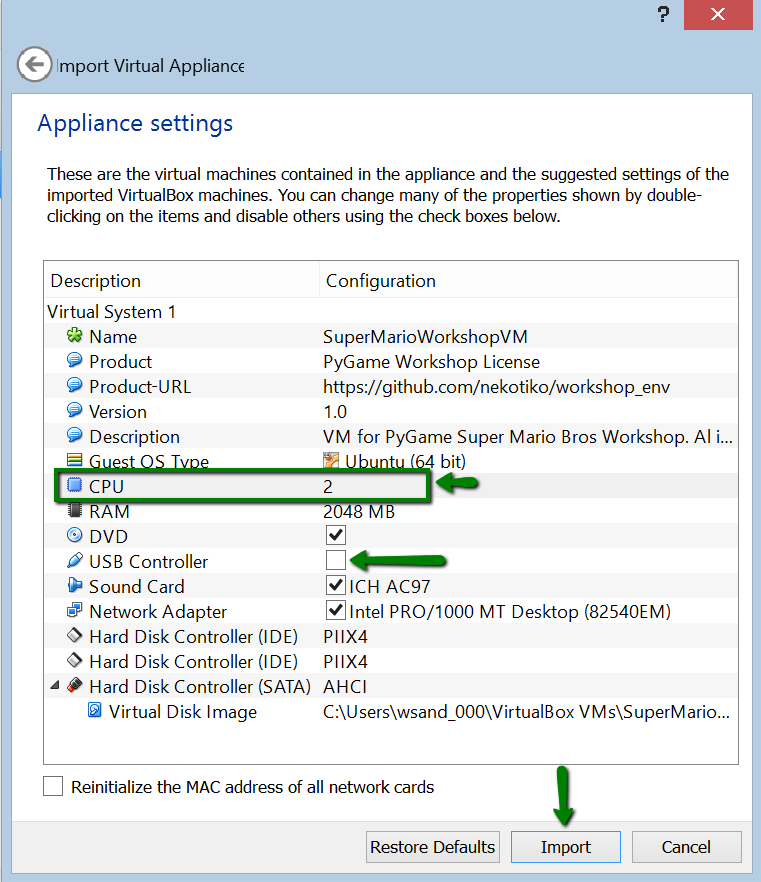 ?
Import Virtual Appliance
Appliance settings
These are the virtual machines contained in the appliance and the suggested settings of the
imported VirtualBox machines. You can change many of the properties shown by double-
clicking on the items and disable others using the check boxes below.
Description Configuration
Virtual System 1
Name SuperMarioWorkshopVM
Product PyGame Workshop License
Product-URL https://github.com/nekotiko/workshop_env
Version 1.0
Description VM for PyGame Super Mario Bros Workshop. Al i...
Guest OS Type Ubuntu (64 bit)
CPU 2
RAM 2048 MB
DVD
USB Controller
Sound Card ICH AC97
Network Adapter Intel PRO/1000 MT Desktop (82540EM)
Hard Disk Controller (IDE) PIIX4
Hard Disk Controller (IDE) PIIX4
Hard Disk Controller (SATA) AHCI
Virtual Disk Image C:\Users\wsand_000\VirtualBox VMs\SuperMario...
Reinitialize the MAC address of all network cards
Restore Defaults Import Cancel